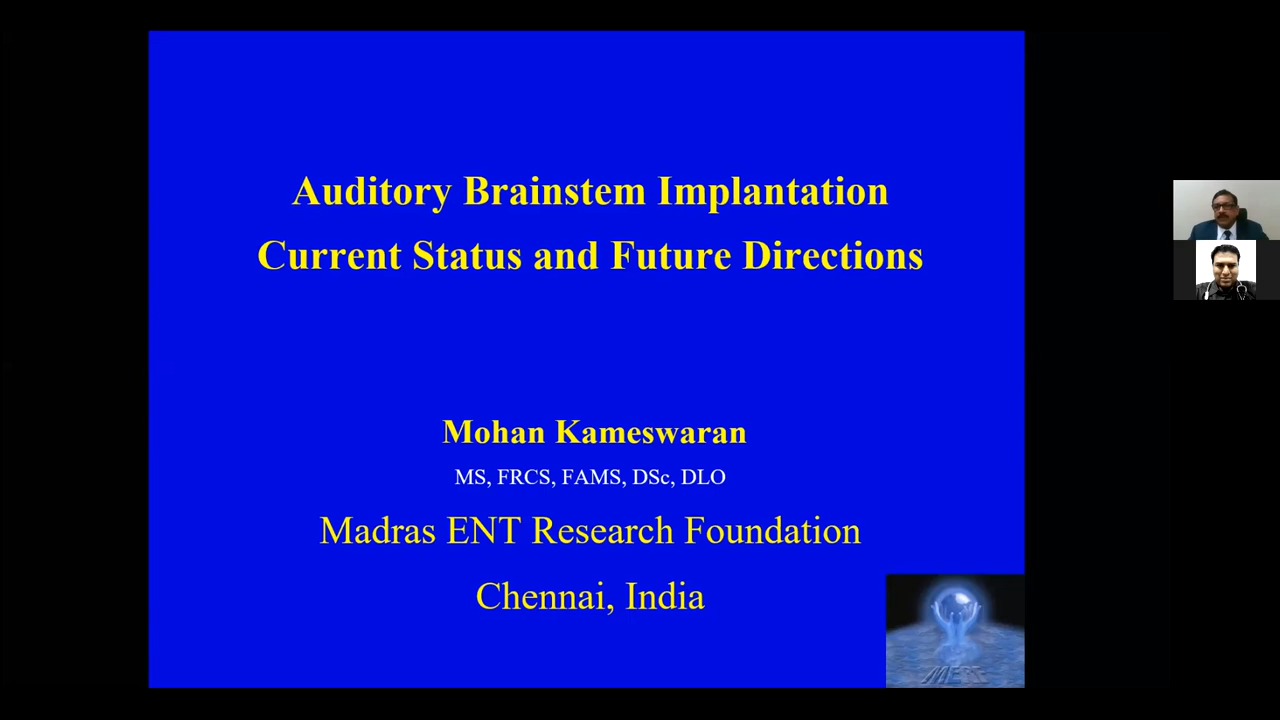 Auditory Brainstem Implantation
Current Status and Future Directions
Mohan Kameswaran
MS, FRCS, FAMS, DSc, DLO
Madras ENT Research Foundation
Chennai, India
MERF